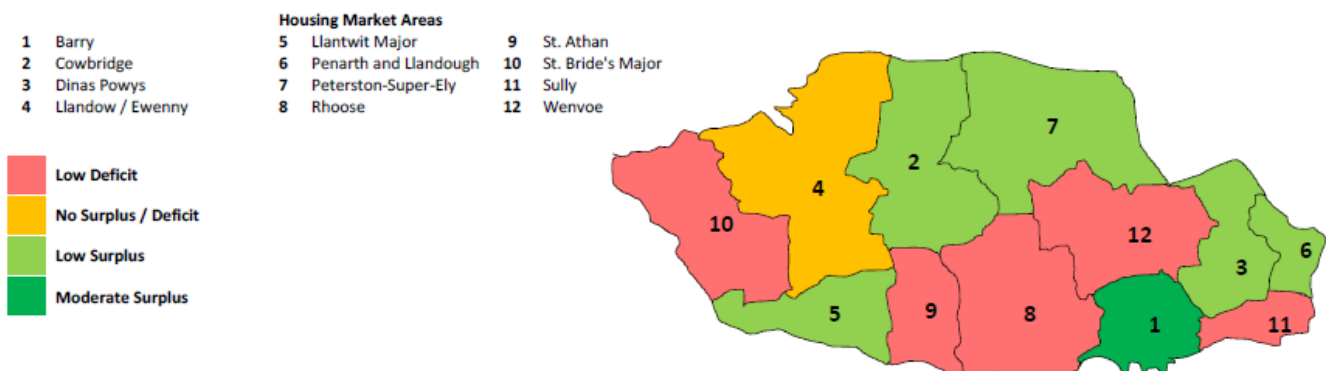 Housing Market Areas
1 Barry 5 Llantwit Major 9 St. Athan
2 Cowbridge 6 Penarth and Llandough 10 St. Bride's Major
3 Dinas Powys 7 Peterston-Super-Ely 11 Sully
4 Llandow / Ewenny 8 Rhoose 12 Wenvoe
Low Deficit
No Surplus / Deficit
Low Surplus
Moderate Surplus
7
2
4
10
12
6
3
5
9
8
1
11